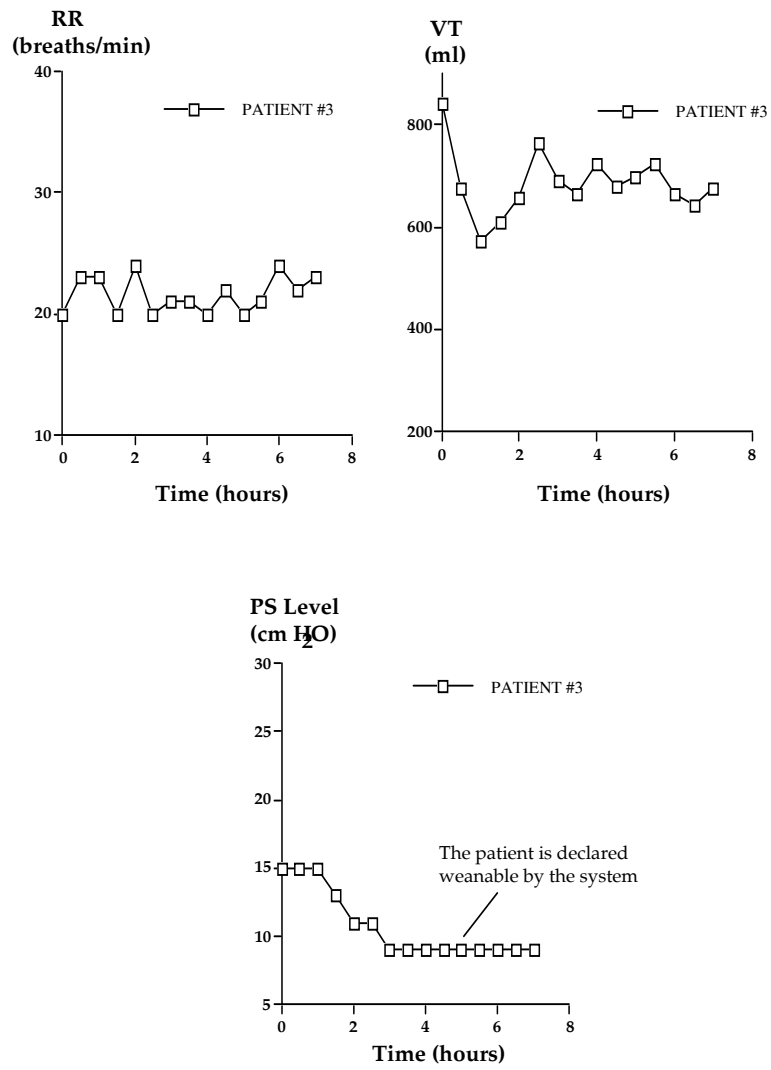 RR
(breaths/min)
40
30
20
10
0 2 4 6 8
Time (hours)
PATIENT #3
VT
(ml)
800
600
400
200
0 2 4 6 8
Time (hours)
PATIENT #3
PS Level
(cm H2O)
30
25
20
15
10
5
0 2 4 6 8
Time (hours)
PATIENT #3
The patient is declared
weanable by the system